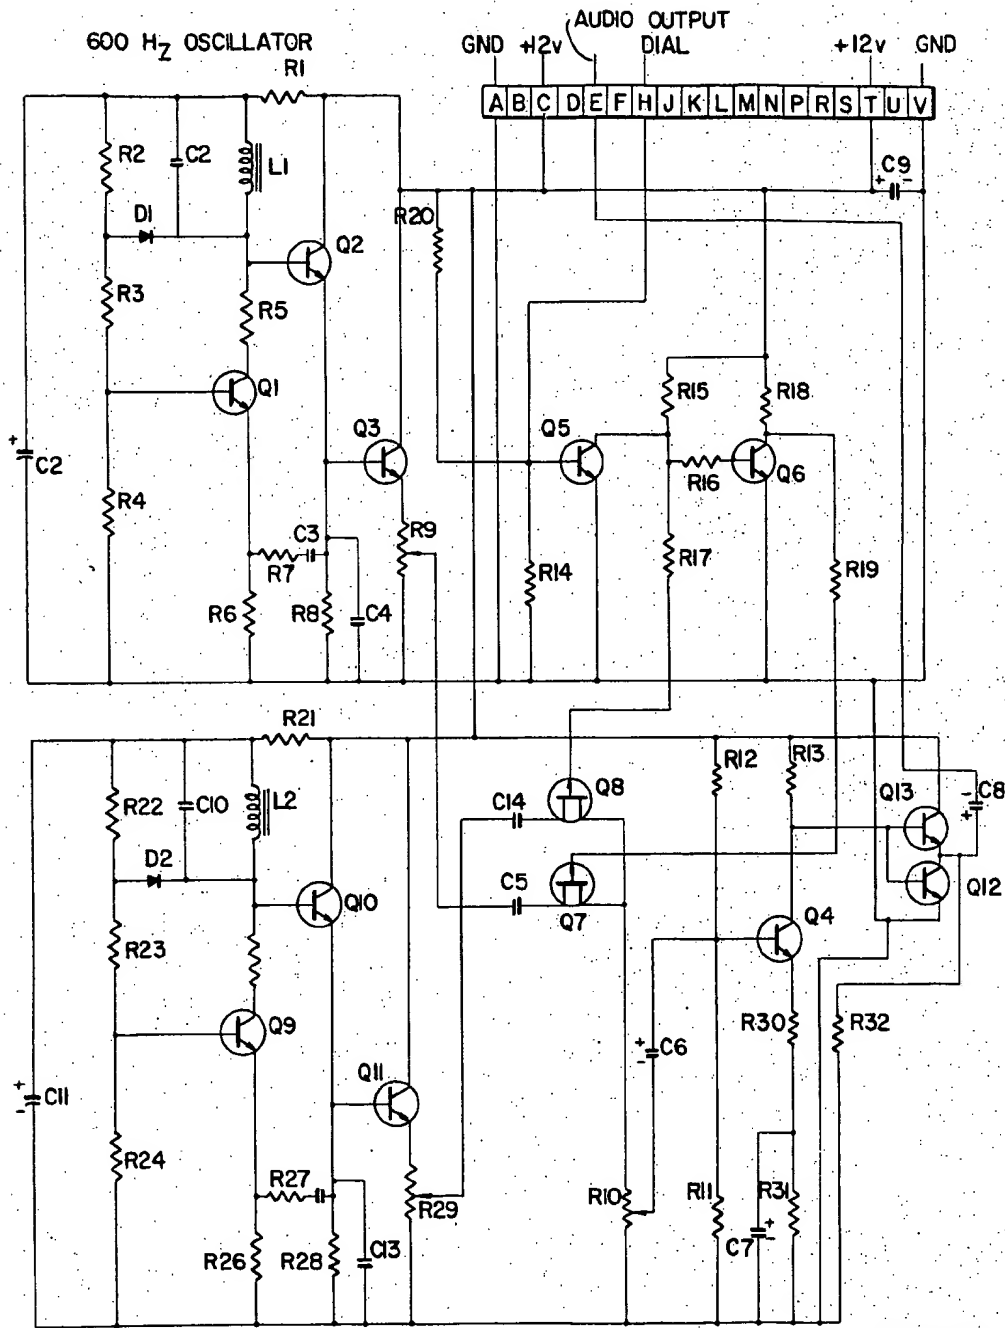 AUDIO OUTPUT
600 Hz OSCILLATOR
GND +12v DIAL +12v GND
R1
A B C D E F H J K L M N P R S T U V
R2 C2 L1 + C9 -
R20
D1 Q2
R3 R5
R15 R18
Q1
Q3 Q5
+
C2 R16 Q6
R4 R9
C3
R7 R14 R17 R19
R6 R8 C4
R21
R12 R13
Q8 Q13 - C8
R22 C10 L2 C14 +
D2 C5 Q12
Q10 Q7
Q4
R23
Q9 R30 R32
+
- C6
Q11
+
- C11
R24
R27 R29 R10 R11 R31
+
C7 -
R26 R28 C13